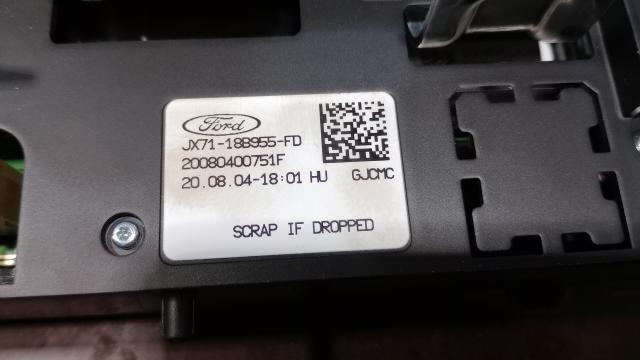 Ford
JX71-18B955-FD
20080400751F
20.08.04-18:01 HU GJCMC
SCRAP IF DROPPED